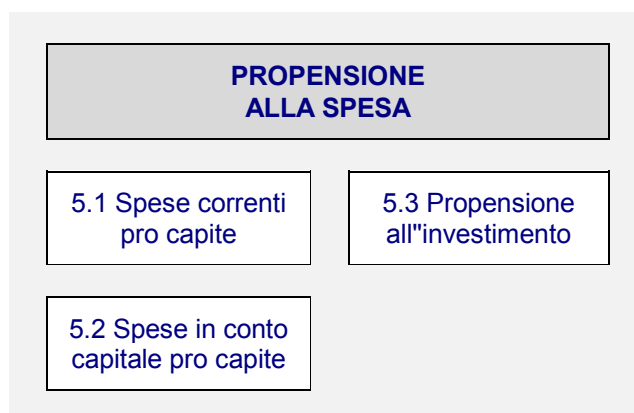 PROPENSIONE
ALLA SPESA
5.1 Spese correnti
pro capite
5.3 Propensione
all"investimento
5.2 Spese in conto
capitale pro capite